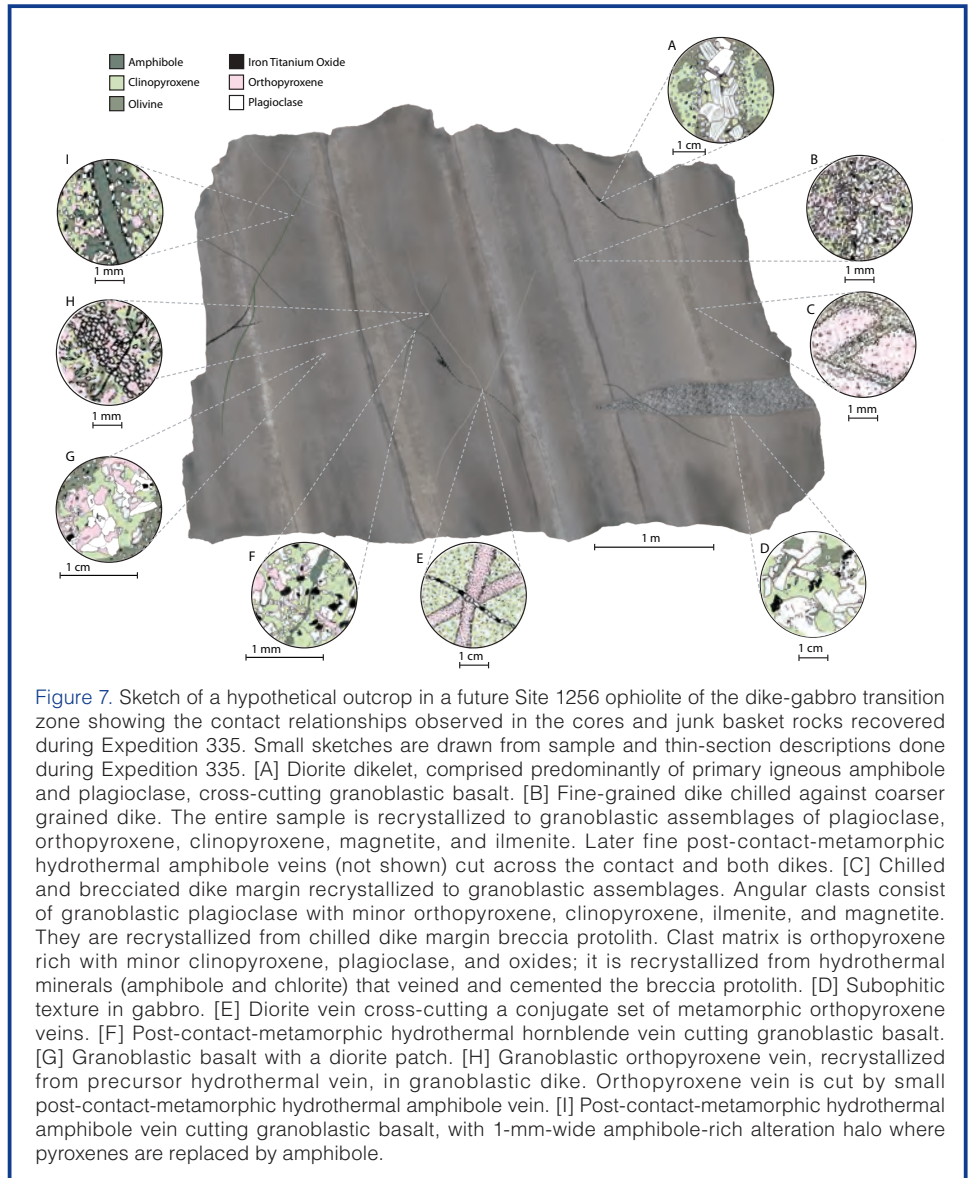 Amphibole
Clinopyroxene
Olivine
Iron Titanium Oxide
Orthopyroxene
Plagioclase
A
1 cm
B
1 mm
C
1 mm
I
1 mm
H
1 mm
G
1 cm
F
1 mm
E
1 cm
1 m
D
1 cm
Figure 7. Sketch of a hypothetical outcrop in a future Site 1256 ophiolite of the dike-gabbro transition
zone showing the contact relationships observed in the cores and junk basket rocks recovered
during Expedition 335. Small sketches are drawn from sample and thin-section descriptions done
during Expedition 335. [A] Diorite dikelet, comprised predominantly of primary igneous amphibole
and plagioclase, cross-cutting granoblastic basalt. [B] Fine-grained dike chilled against coarser
grained dike. The entire sample is recrystallized to granoblastic assemblages of plagioclase,
orthopyroxene, clinopyroxene, magnetite, and ilmenite. Later fine post-contact-metamorphic
hydrothermal amphibole veins (not shown) cut across the contact and both dikes. [C] Chilled
and brecciated dike margin recrystallized to granoblastic assemblages. Angular clasts consist
of granoblastic plagioclase with minor orthopyroxene, clinopyroxene, ilmenite, and magnetite.
They are recrystallized from chilled dike margin breccia protolith. Clast matrix is orthopyroxene
rich with minor clinopyroxene, plagioclase, and oxides; it is recrystallized from hydrothermal
minerals (amphibole and chlorite) that veined and cemented the breccia protolith. [D] Subophitic
texture in gabbro. [E] Diorite vein cross-cutting a conjugate set of metamorphic orthopyroxene
veins. [F] Post-contact-metamorphic hydrothermal hornblende vein cutting granoblastic basalt.
[G] Granoblastic basalt with a diorite patch. [H] Granoblastic orthopyroxene vein, recrystallized
from precursor hydrothermal vein, in granoblastic dike. Orthopyroxene vein is cut by small
post-contact-metamorphic hydrothermal amphibole vein. [I] Post-contact-metamorphic hydrothermal
amphibole vein cutting granoblastic basalt, with 1-mm-wide amphibole-rich alteration halo where
pyroxenes are replaced by amphibole.